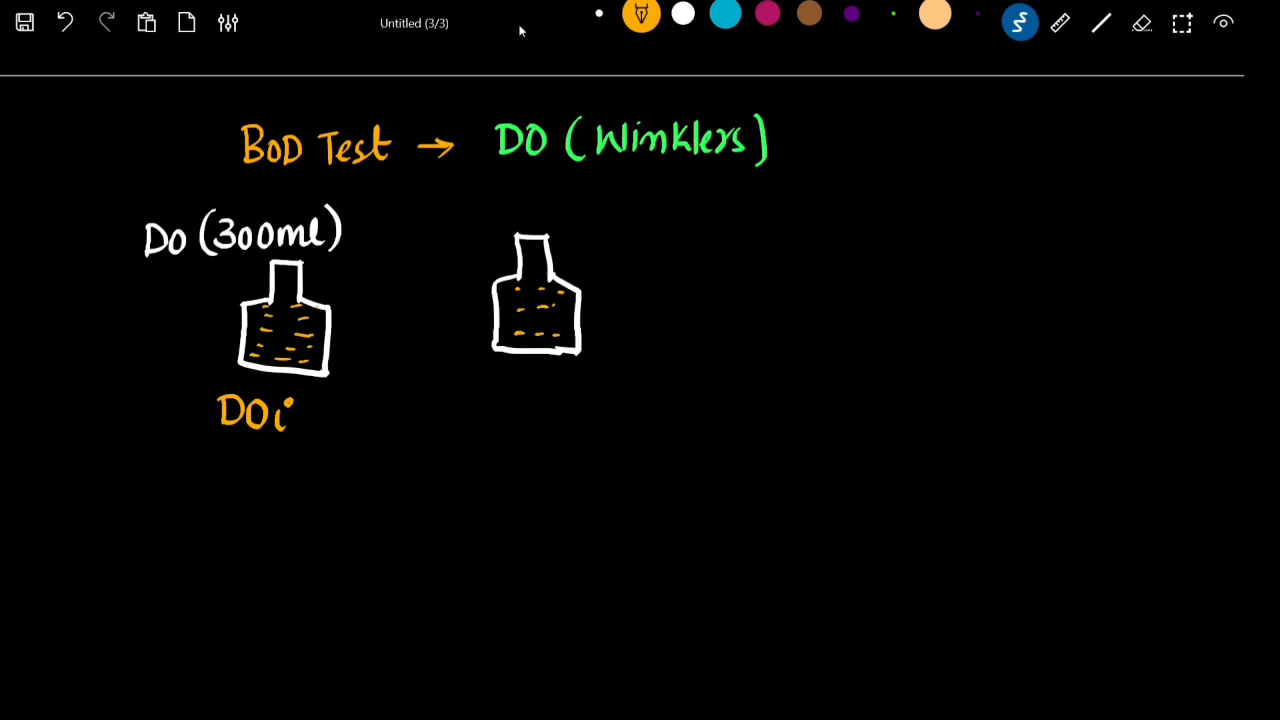 Untitled (3/3)
BOD Test → DO (Winklers)
DO (300ml)
DOi